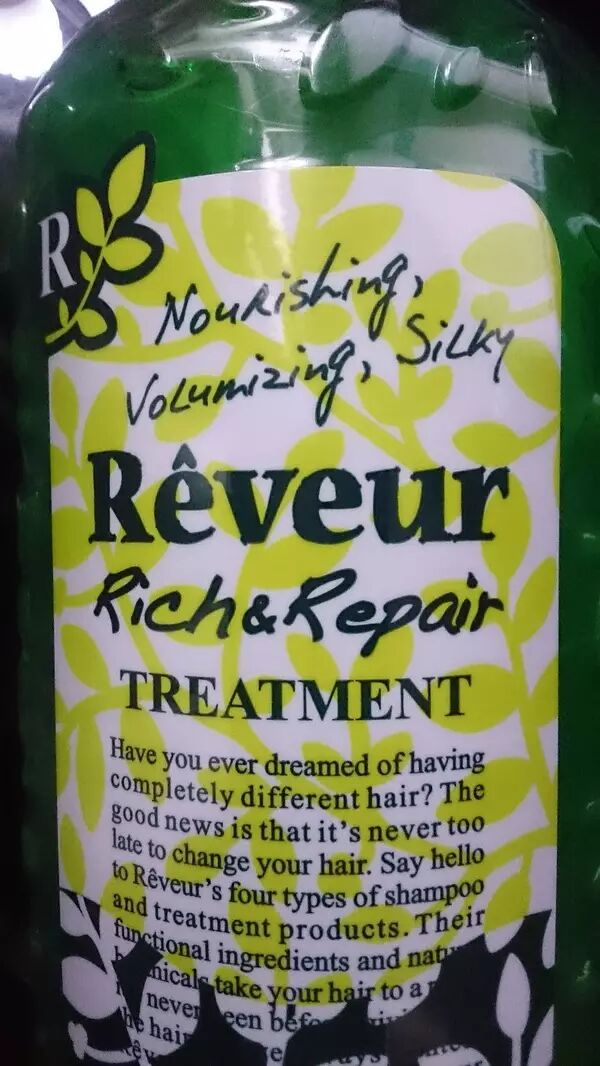 R
Nourishing,
Volumizing, Silky
Rêveur
Rich&Repair
TREATMENT
Have you ever dreamed of having
completely different hair? The
good news is that it's never too
late to change your hair. Say hello
to Rêveur's four types of shampoo
and treatment products. Their
functional ingredients and
take your hair to a
never
hair